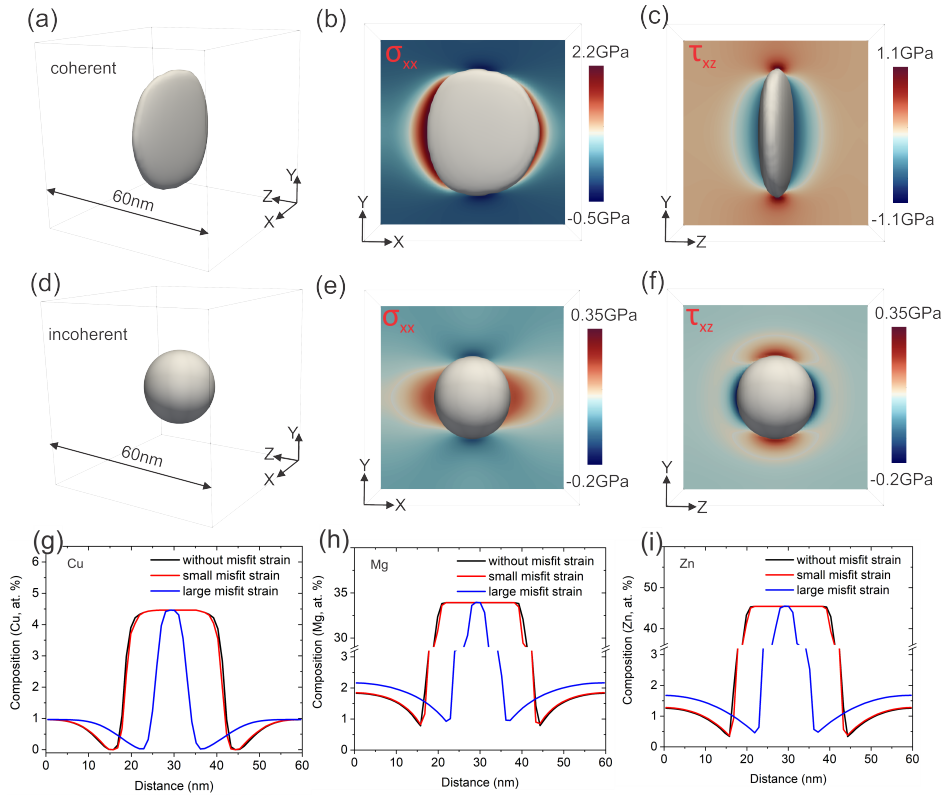 (a)
coherent
60nm
Y
Z
X
(b)
σxx
2.2GPa
-0.5GPa
Y
X
(c)
τxz
1.1GPa
-1.1GPa
Y
Z
(d)
incoherent
60nm
Y
Z
X
(e)
σxx
0.35GPa
-0.2GPa
Y
X
(f)
τxz
0.35GPa
-0.2GPa
Y
Z
(g)
Cu
without misfit strain
small misfit strain
large misfit strain
Composition (Cu, at. %)
6
5
4
3
2
1
0
0 10 20 30 40 50 60
Distance (nm)
(h)
Mg
without misfit strain
small misfit strain
large misfit strain
Composition (Mg, at. %)
35
33
3
2
1
0
0 10 20 30 40 50 60
Distance (nm)
(i)
Zn
without misfit strain
small misfit strain
large misfit strain
Composition (Zn, at. %)
55
50
45
3
2
1
0
0 10 20 30 40 50 60
Distance (nm)